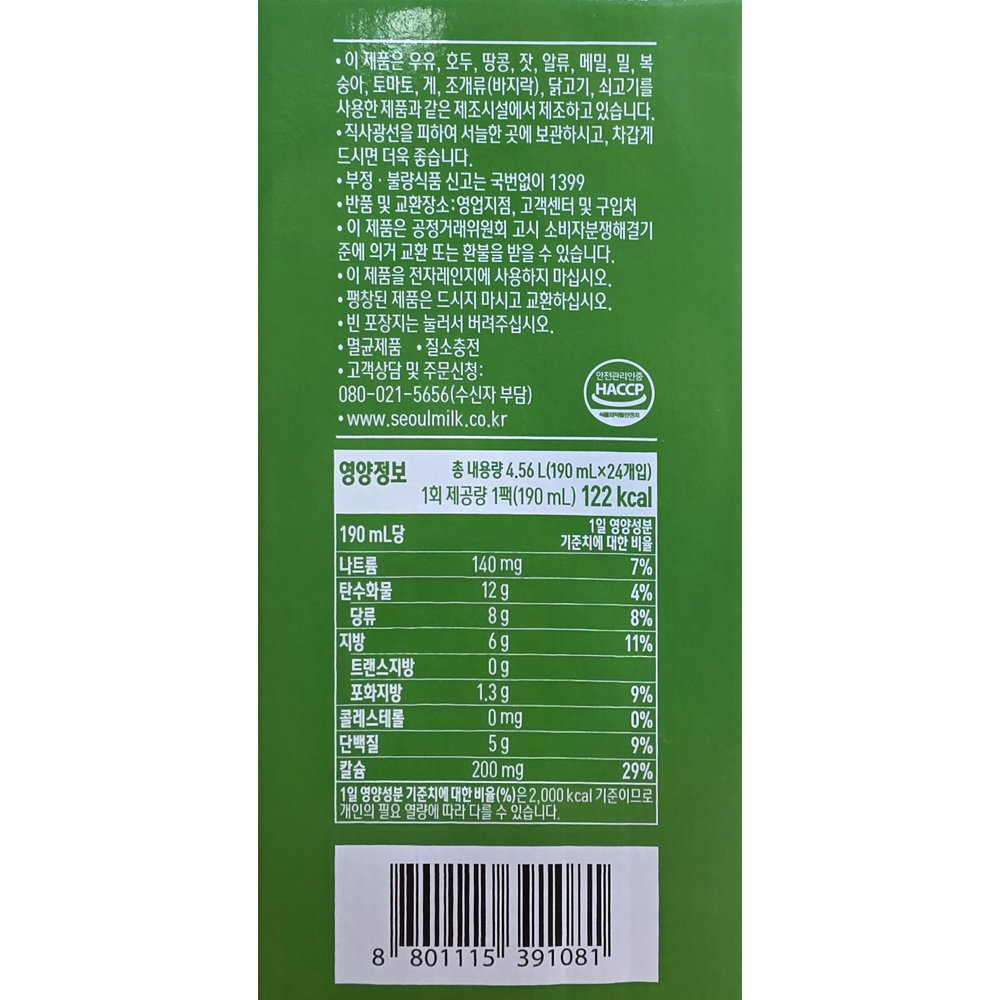 • 이 제품은 우유, 호두, 땅콩, 잣, 알류, 메밀, 밀, 복
숭아, 토마토, 게, 조개류(바지락), 닭고기, 쇠고기를
사용한 제품과 같은 제조시설에서 제조하고 있습니다.
• 직사광선을 피하여 서늘한 곳에 보관하시고, 차갑게
드시면 더욱 좋습니다.
• 부정 · 불량식품 신고는 국번없이 1399
• 반품 및 교환장소:영업지점, 고객센터 및 구입처
• 이 제품은 공정거래위원회 고시 소비자분쟁해결기
준에 의거 교환 또는 환불을 받을 수 있습니다.
• 이 제품을 전자레인지에 사용하지 마십시오.
• 팽창된 제품은 드시지 마시고 교환하십시오.
• 빈 포장지는 눌러서 버려주십시오.
• 멸균제품 • 질소충전
• 고객상담 및 주문신청:
080-021-5656(수신자 부담)
• www.seoulmilk.co.kr
안전관리인증
HACCP
식품의약품안전처
영양정보 총 내용량 4.56 L(190 mL×24개입)
1회 제공량 1팩(190 mL) 122 kcal
190 mL당 1일 영양성분
기준치에 대한 비율
나트륨 140 mg 7%
탄수화물 12 g 4%
당류 8 g 8%
지방 6 g 11%
트랜스지방 0 g
포화지방 1.3 g 9%
콜레스테롤 0 mg 0%
단백질 5 g 9%
칼슘 200 mg 29%
1일 영양성분 기준치에 대한 비율(%)은 2,000 kcal 기준이므로
개인의 필요 열량에 따라 다를 수 있습니다.
8 801115 391081